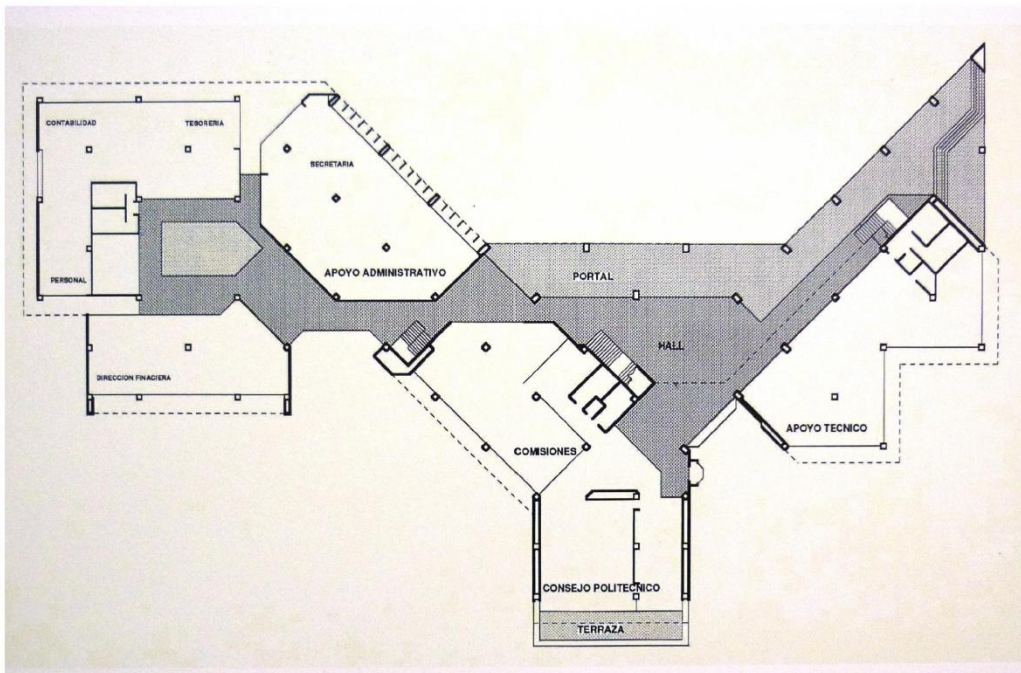 CONTABILIDAD
TESORERIA
SECRETARIA
PERSONAL
APOYO ADMINISTRATIVO
PORTAL
HALL
DIRECCION FINACIERA
APOYO TECNICO
COMISIONES
CONSEJO POLITECNICO
TERRAZA